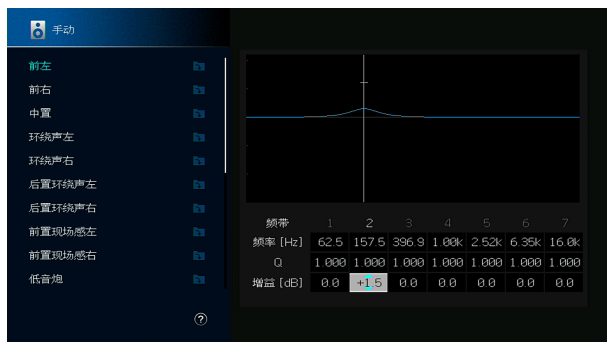 手动
前左
前右
中置
环绕声左
环绕声右
后置环绕声左
后置环绕声右
前置现场感左
前置现场感右
低音炮
?
频带 1 2 3 4 5 6 7
频率 [Hz] 62.5 157.5 396.9 1.00k 2.52k 6.35k 16.0k
Q 1.000 1.000 1.000 1.000 1.000 1.000 1.000
增益 [dB] 0.0 +1.5 0.0 0.0 0.0 0.0 0.0